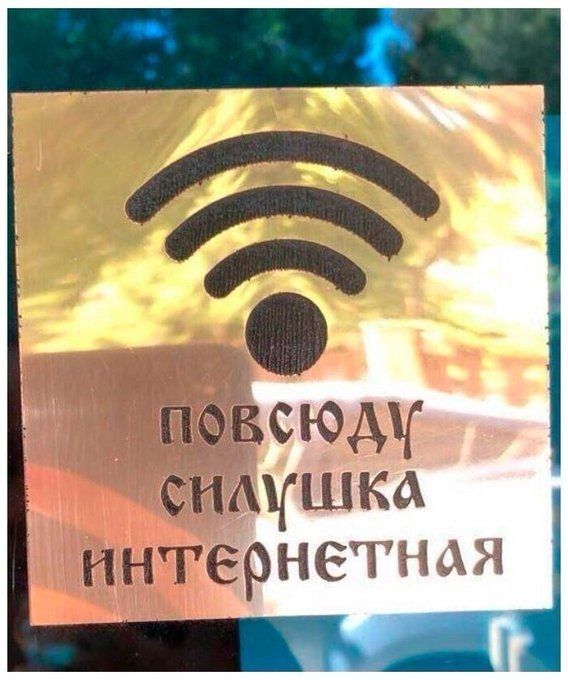 повсюду
силушка
интернетная